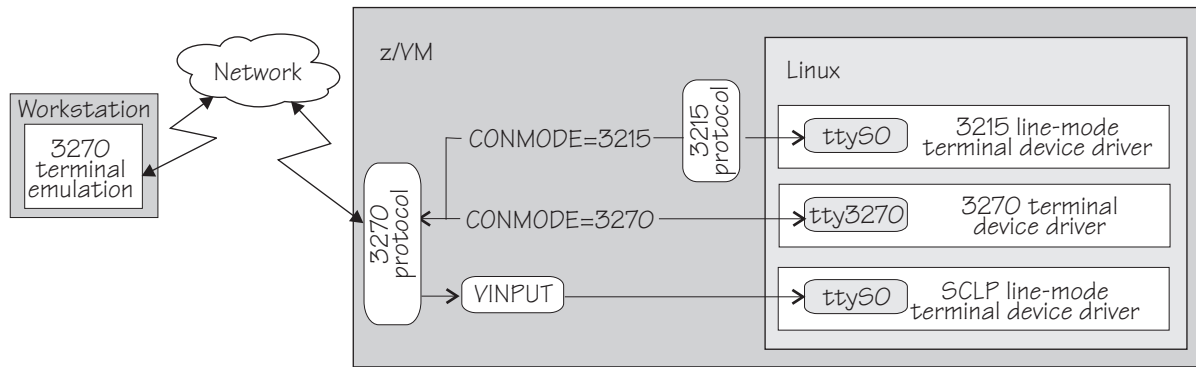 z/VM
Network
Linux
Workstation
3270
terminal
emulation
CONMODE=3215
3215
protocol
ttyS0
3215 line-mode
terminal device driver
3270
protocol
CONMODE=3270
tty3270
3270 terminal
device driver
VINPUT
ttyS0
SCLP line-mode
terminal device driver